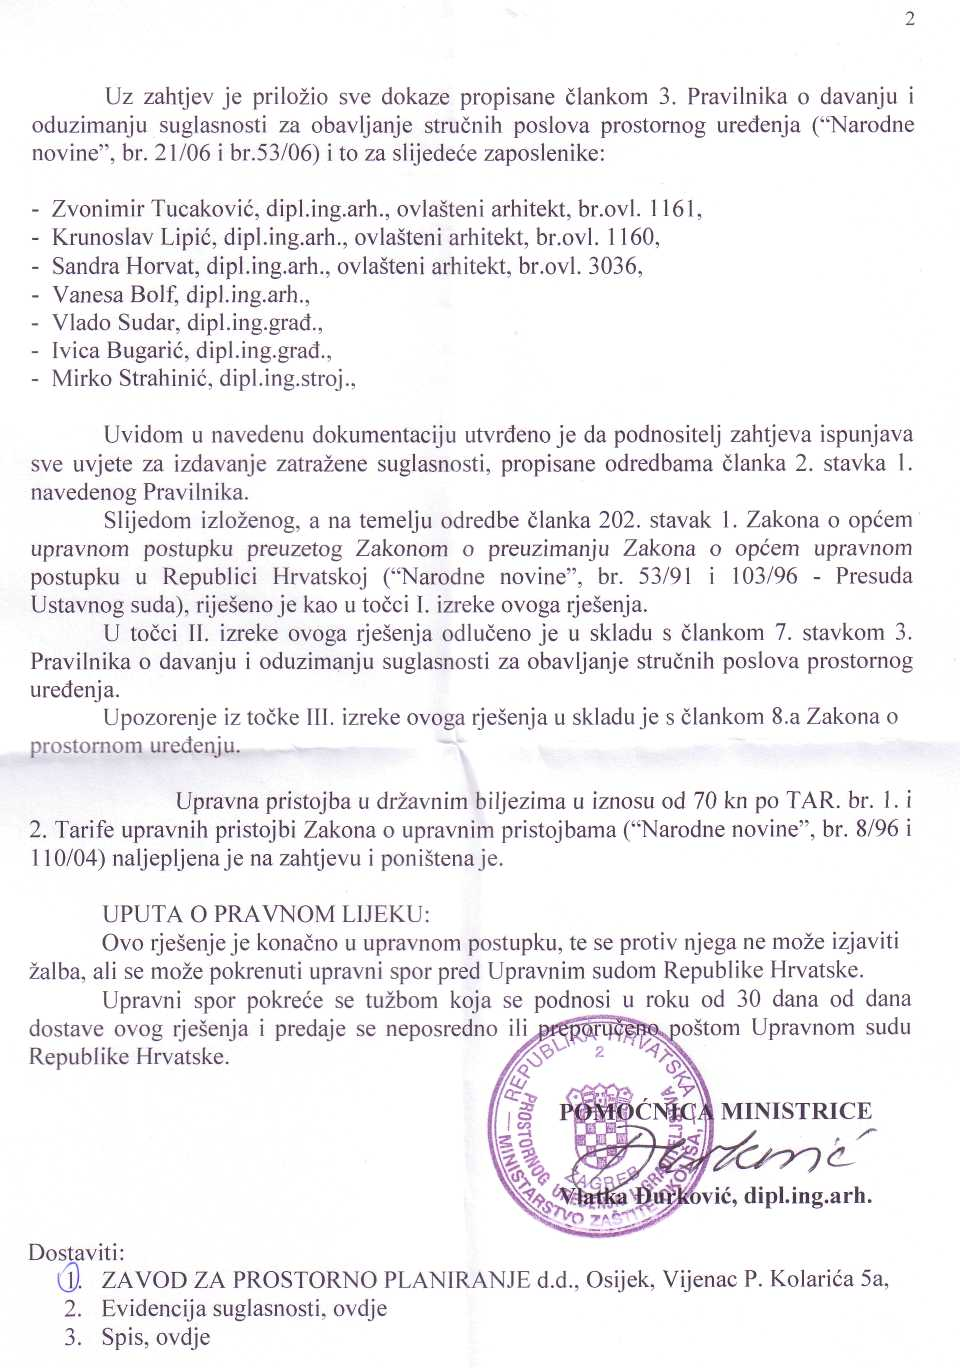 2
Uz zahtjev je priložio sve dokaze propisane člankom 3. Pravilnika o davanju i
oduzimanju suglasnosti za obavljanje stručnih poslova prostornog uređenja (“Narodne
novine”, br. 21/06 i br.53/06) i to za slijedeće zaposlenike:
- Zvonimir Tucaković, dipl.ing.arh., ovlašteni arhitekt, br.ovl. 1161,
- Krunoslav Lipić, dipl.ing.arh., ovlašteni arhitekt, br.ovl. 1160,
- Sandra Horvat, dipl.ing.arh., ovlašteni arhitekt, br.ovl. 3036,
- Vanesa Bolf, dipl.ing.arh.,
- Vlado Sudar, dipl.ing.građ.,
- Ivica Bugarić, dipl.ing.građ.,
- Mirko Strahinić, dipl.ing.stroj.,
Uvidom u navedenu dokumentaciju utvrđeno je da podnositelj zahtjeva ispunjava
sve uvjete za izdavanje zatražene suglasnosti, propisane odredbama članka 2. stavka 1.
navedenog Pravilnika.
Slijedom izloženog, a na temelju odredbe članka 202. stavak 1. Zakona o općem
upravnom postupku preuzetog Zakonom o preuzimanju Zakona o općem upravnom
postupku u Republici Hrvatskoj (“Narodne novine”, br. 53/91 i 103/96 - Presuda
Ustavnog suda), riješeno je kao u točci I. izreke ovoga rješenja.
U točci II. izreke ovoga rješenja odlučeno je u skladu s člankom 7. stavkom 3.
Pravilnika o davanju i oduzimanju suglasnosti za obavljanje stručnih poslova prostornog
uređenja.
Upozorenje iz točke III. izreke ovoga rješenja u skladu je s člankom 8.a Zakona o
prostornom uređenju.
Upravna pristojba u državnim biljezima u iznosu od 70 kn po TAR. br. 1. i
2. Tarife upravnih pristojbi Zakona o upravnim pristojbama (“Narodne novine”, br. 8/96 i
110/04) naljepljena je na zahtjevu i poništena je.
UPUTA O PRAVNOM LIJEKU:
Ovo rješenje je konačno u upravnom postupku, te se protiv njega ne može izjaviti
žalba, ali se može pokrenuti upravni spor pred Upravnim sudom Republike Hrvatske.
Upravni spor pokreće se tužbom koja se podnosi u roku od 30 dana od dana
dostave ovog rješenja i predaje se neposredno ili preporučeno poštom Upravnom sudu
Republike Hrvatske.
REPUBLIKA HRVATSKA
2
MINISTARSTVO ZAŠTITE OKOLIŠA,
PROSTORNOG UREĐENJA I GRADITELJSTVA
ZAGREB
POMOĆNICA MINISTRICE
Đurković
Vlatka Đurković, dipl.ing.arh.
Dostaviti:
1. ZAVOD ZA PROSTORNO PLANIRANJE d.d., Osijek, Vijenac P. Kolarića 5a,
2. Evidencija suglasnosti, ovdje
3. Spis, ovdje